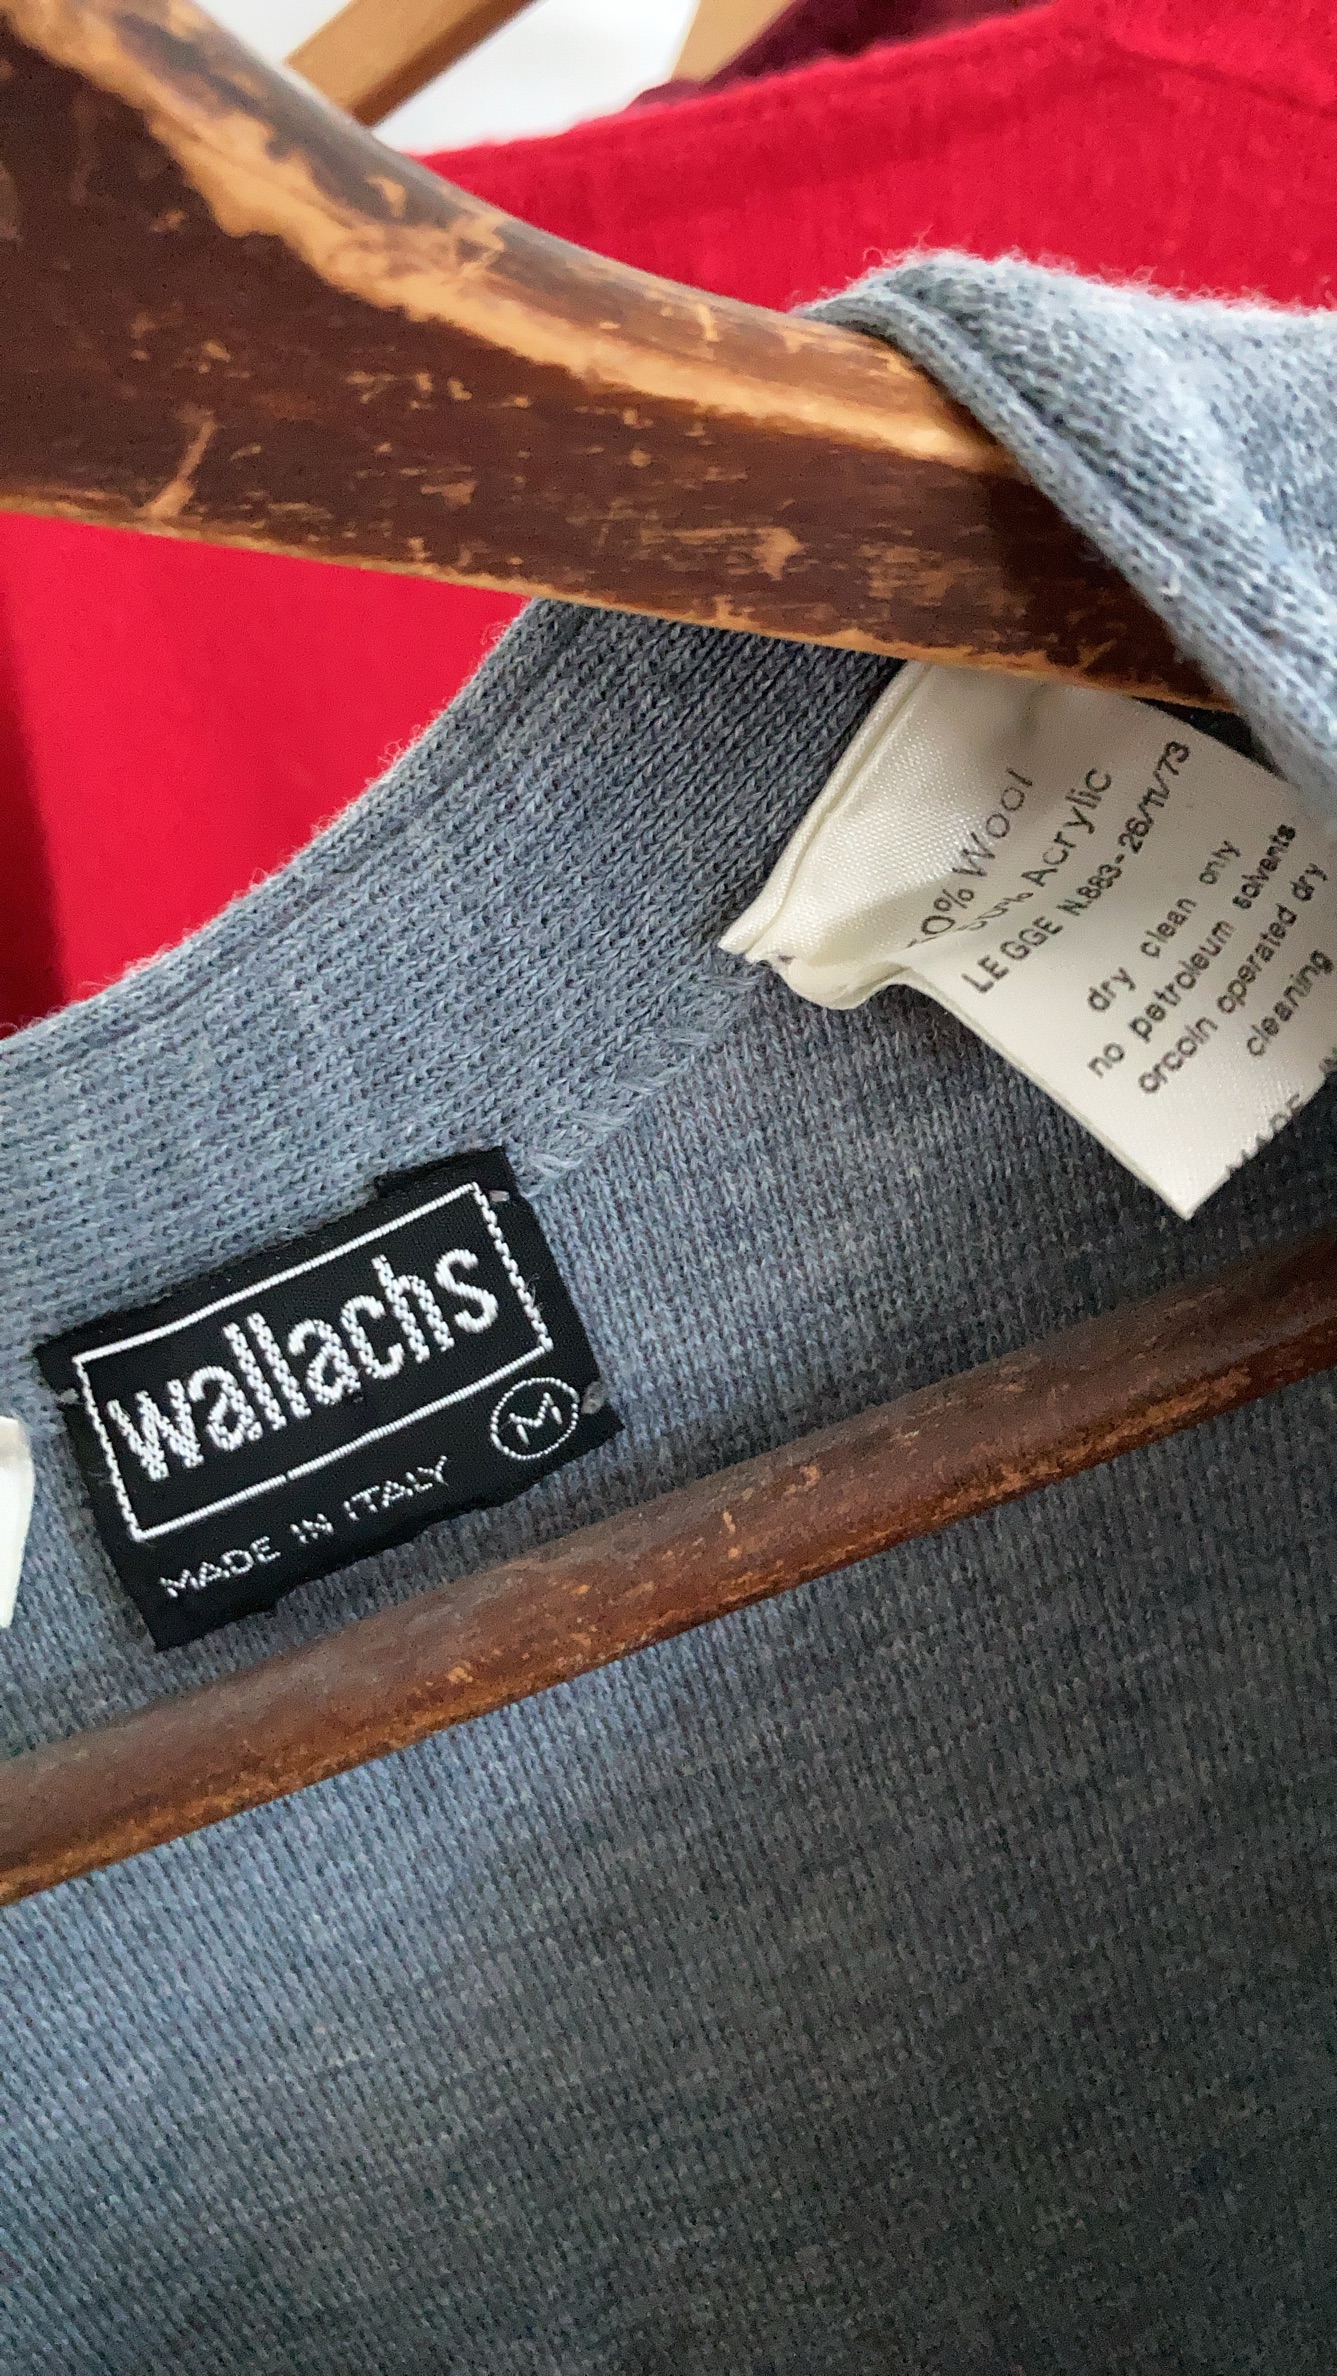 wallachs
M
MADE IN ITALY
Wool
Acrylic
LEGGE N.883-26/11/73
dry clean only
no petroleum solvents
orcoin operated dry
cleaning